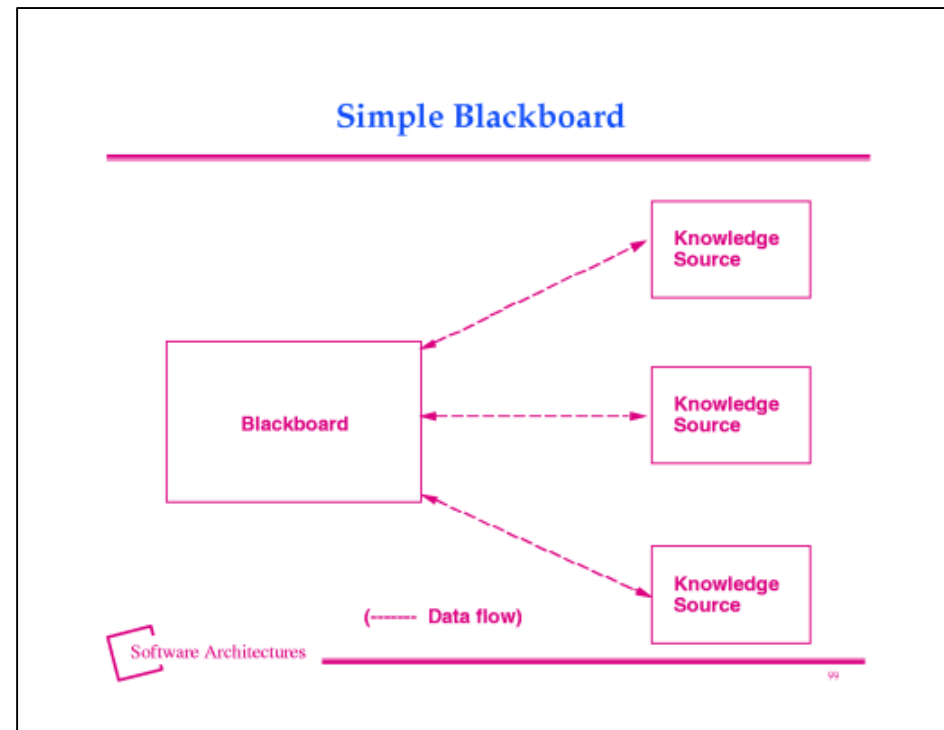 Simple Blackboard
Knowledge
Source
Knowledge
Source
Blackboard
Knowledge
Source
(------- Data flow)
Software Architectures
99